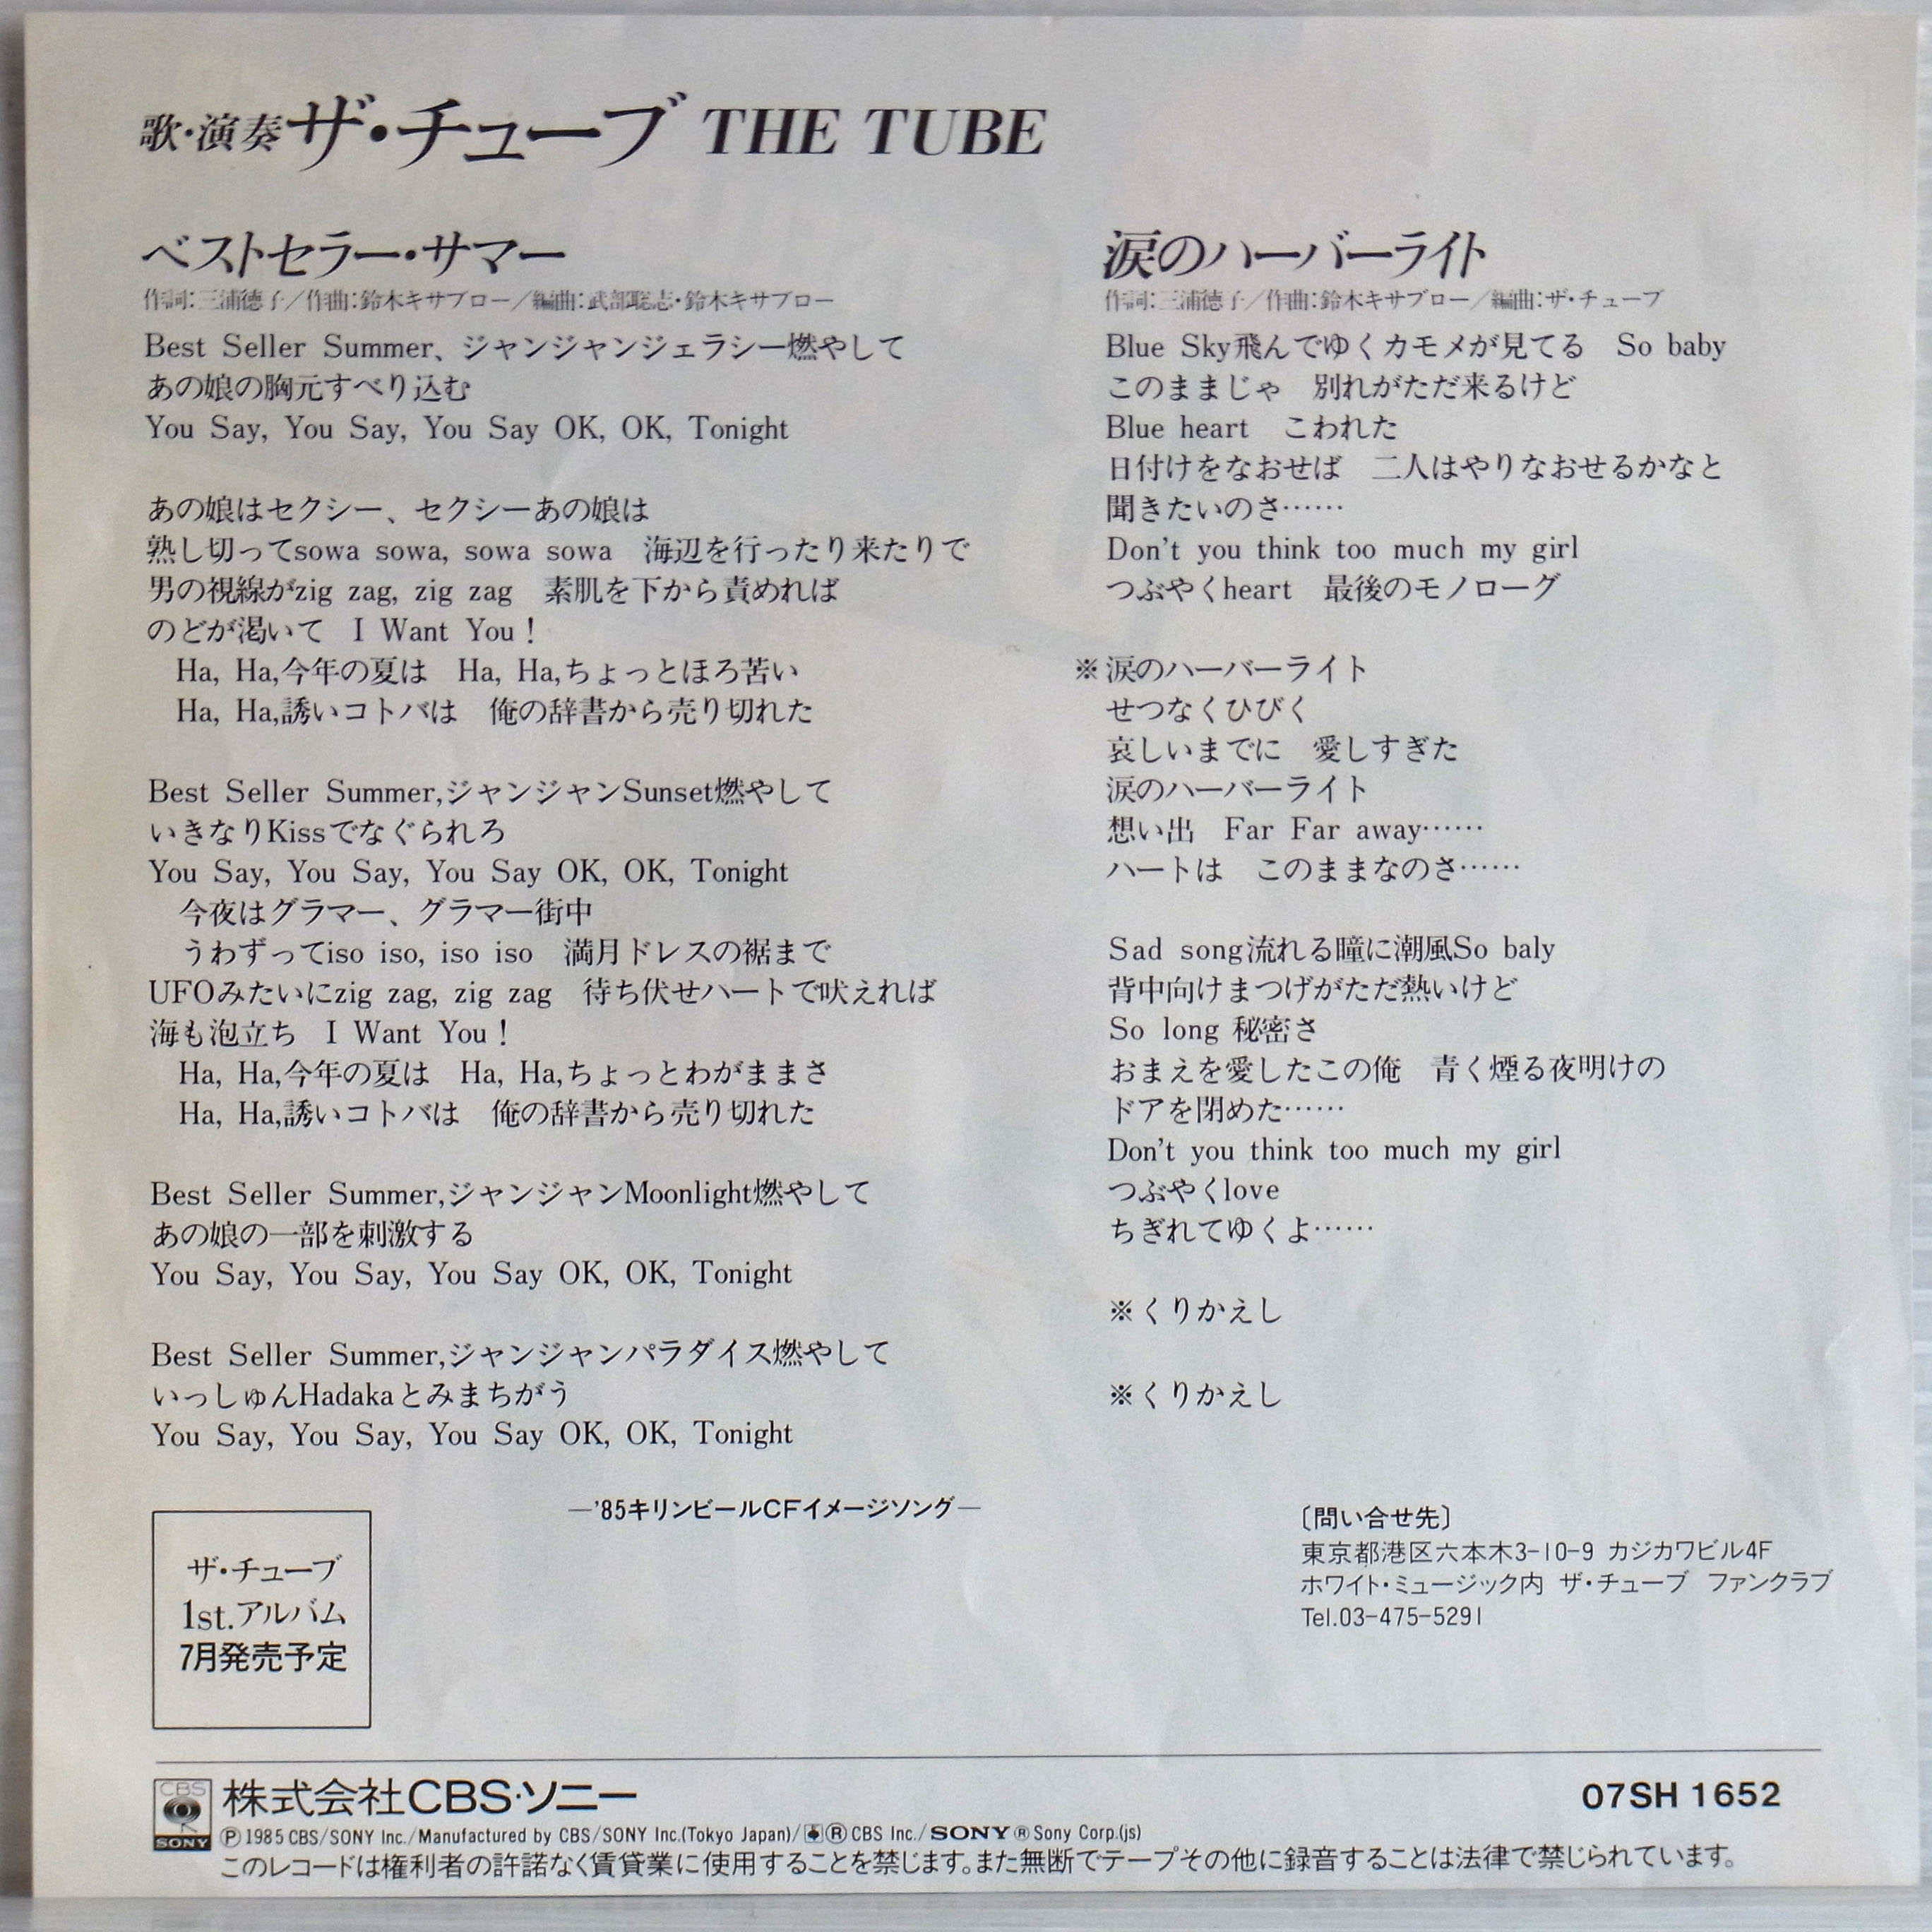 歌・演奏ザ・チューブ THE TUBE
ベストセラー・サマー
作詞:三浦徳子/作曲:鈴木キサブロー/編曲:武部聡志・鈴木キサブロー
Best Seller Summer、ジャンジャンジェラシー燃やして
あの娘の胸元すべり込む
You Say, You Say, You Say OK, OK, Tonight
あの娘はセクシー、セクシーあの娘は
熟し切ってsowa sowa, sowa sowa　海辺を行ったり来たりで
男の視線がzig zag, zig zag　素肌を下から責めれば
のどが渇いて　I Want You！
Ha, Ha,今年の夏は　Ha, Ha,ちょっとほろ苦い
Ha, Ha,誘いコトバは　俺の辞書から売り切れた
Best Seller Summer,ジャンジャンSunset燃やして
いきなりKissでなぐられろ
You Say, You Say, You Say OK, OK, Tonight
今夜はグラマー、グラマー街中
うわずってiso iso, iso iso　満月ドレスの裾まで
UFOみたいにzig zag, zig zag　待ち伏せハートで吠えれば
海も泡立ち　I Want You！
Ha, Ha,今年の夏は　Ha, Ha,ちょっとわがままさ
Ha, Ha,誘いコトバは　俺の辞書から売り切れた
Best Seller Summer,ジャンジャンMoonlight燃やして
あの娘の一部を刺激する
You Say, You Say, You Say OK, OK, Tonight
Best Seller Summer,ジャンジャンパラダイス燃やして
いっしゅんHadakaとみまちがう
You Say, You Say, You Say OK, OK, Tonight
―'85キリンビールCFイメージソング―
涙のハーバーライト
作詞:三浦徳子/作曲:鈴木キサブロー/編曲:ザ・チューブ
Blue Sky飛んでゆくカモメが見てる　So baby
このままじゃ　別れがただ来るけど
Blue heart　こわれた
日付けをなおせば　二人はやりなおせるかなと
聞きたいのさ……
Don't you think too much my girl
つぶやくheart　最後のモノローグ
※涙のハーバーライト
せつなくひびく
哀しいまでに　愛しすぎた
涙のハーバーライト
想い出　Far Far away……
ハートは　このままなのさ……
Sad song流れる瞳に潮風So baly
背中向けまつげがただ熱いけど
So long 秘密さ
おまえを愛したこの俺　青く煙る夜明けの
ドアを閉めた……
Don't you think too much my girl
つぶやくlove
ちぎれてゆくよ……
※くりかえし
※くりかえし
ザ・チューブ
1st.アルバム
7月発売予定
〔問い合せ先〕
東京都港区六本木3-10-9 カジカワビル4F
ホワイト・ミュージック内 ザ・チューブ ファンクラブ
Tel.03-475-5291
CBS
SONY
株式会社CBS・ソニー
07SH 1652
Ⓟ1985 CBS/SONY Inc./Manufactured by CBS/SONY Inc.(Tokyo Japan)/Ⓡ CBS Inc./SONY Ⓡ Sony Corp.(js)
このレコードは権利者の許諾なく賃貸業に使用することを禁じます。また無断でテープその他に録音することは法律で禁じられています。